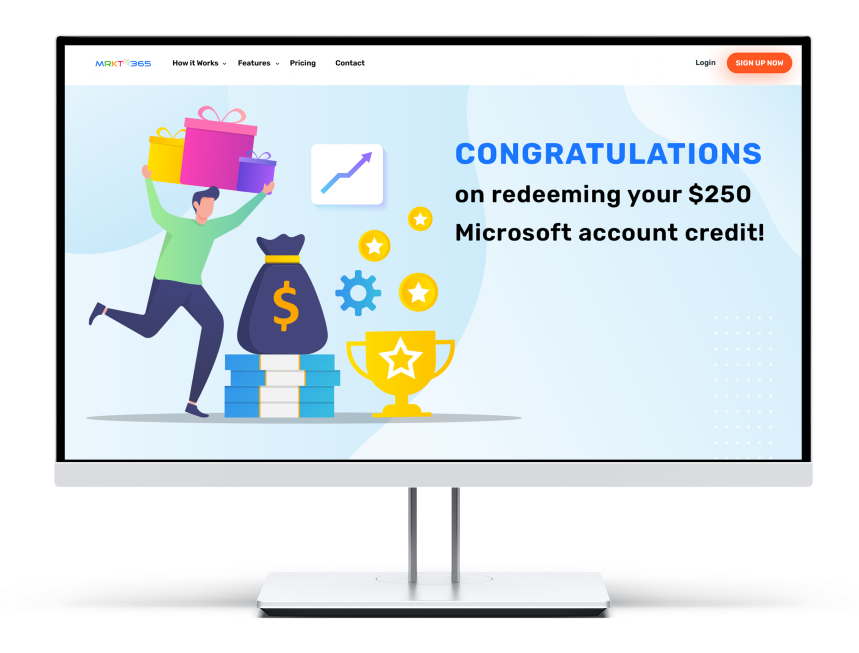 MRKT365
How it Works
Features
Pricing
Contact
Login
SIGN UP NOW
CONGRATULATIONS
on redeeming your $250
Microsoft account credit!
$